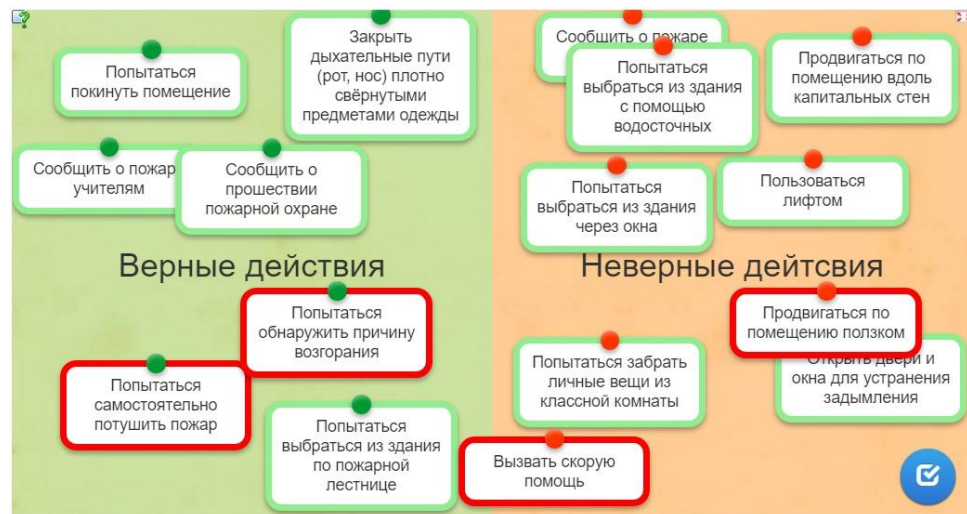 Попытаться
покинуть помещение
Закрыть
дыхательные пути
(рот, нос) плотно
свёрнутыми
предметами одежды
Сообщить о пожар
учителям
Сообщить о
прошествии
пожарной охране
Верные действия
Попытаться
обнаружить причину
возгорания
Попытаться
самостоятельно
потушить пожар
Попытаться
выбраться из здания
по пожарной
лестнице
Сообщить о пожаре
Попытаться
выбраться из здания
с помощью
водосточных
Продвигаться по
помещению вдоль
капитальных стен
Попытаться
выбраться из здания
через окна
Пользоваться
лифтом
Неверные дейтсвия
Продвигаться по
помещению ползком
Открыть двери и
окна для устранения
задымления
Попытаться забрать
личные вещи из
классной комнаты
Вызвать скорую
помощь